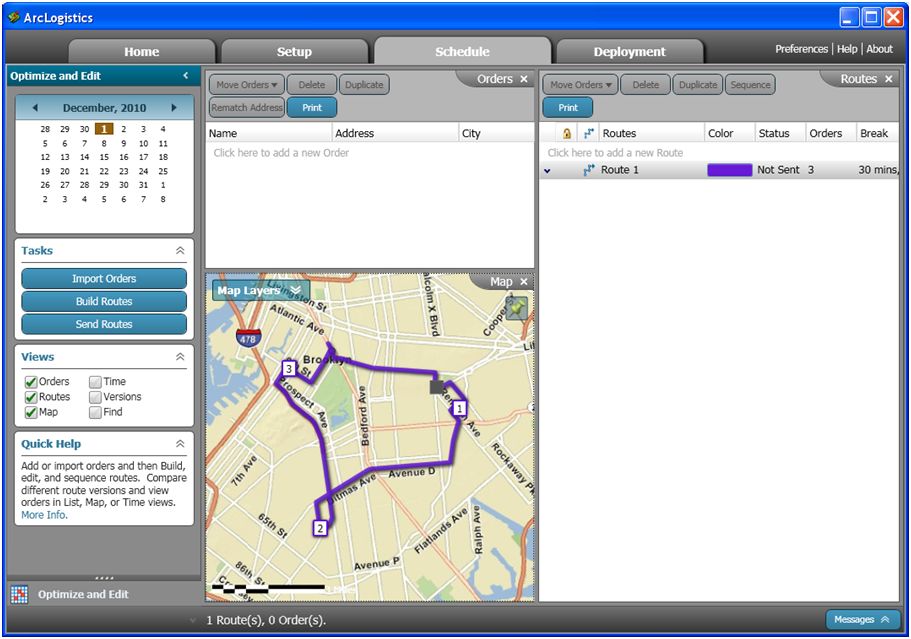 ArcLogistics
Home
Setup
Schedule
Deployment
Preferences | Help | About
Optimize and Edit
December, 2010
28 29 30 1 2 3 4
5 6 7 8 9 10 11
12 13 14 15 16 17 18
19 20 21 22 23 24 25
26 27 28 29 30 31 1
2 3 4 5 6 7 8
Tasks
Import Orders
Build Routes
Send Routes
Views
Orders Time
Routes Versions
Map Find
Quick Help
Add or import orders and then Build,
edit, and sequence routes. Compare
different route versions and view
orders in List, Map, or Time views.
More Info.
Optimize and Edit
Orders
Move Orders Delete Duplicate
Rematch Address Print
Name Address City
Click here to add a new Order
Map
Map Layers
Livingston St
Atlantic Ave
Malcolm X Blvd
Cooper
478
Brooklyn
3
Prospect Ave
Bedford Ave
1
Rockaway Pk
7th Ave
Avenue D
Ditmas Ave
2
65th St
Flatlands Ave
Ralph Ave
86th St
Avenue P
Routes
Move Orders Delete Duplicate Sequence
Print
Routes Color Status Orders Break
Click here to add a new Route
Route 1 Not Sent 3 30 mins,
1 Route(s), 0 Order(s).
Messages